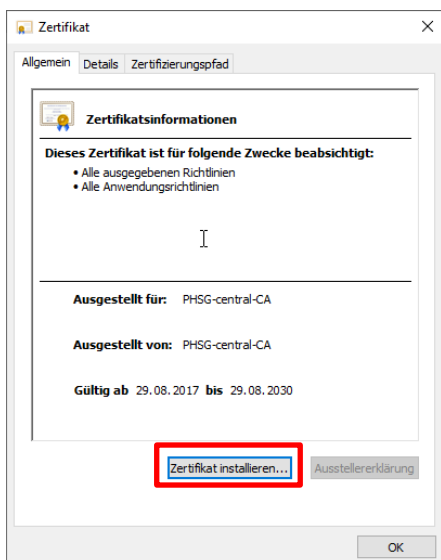 Zertifikat
Allgemein Details Zertifizierungspfad
Zertifikatsinformationen
Dieses Zertifikat ist für folgende Zwecke beabsichtigt:
• Alle ausgegebenen Richtlinien
• Alle Anwendungsrichtlinien
Ausgestellt für: PHSG-central-CA
Ausgestellt von: PHSG-central-CA
Gültig ab 29.08.2017 bis 29.08.2030
Zertifikat installieren... Ausstellererklärung
OK